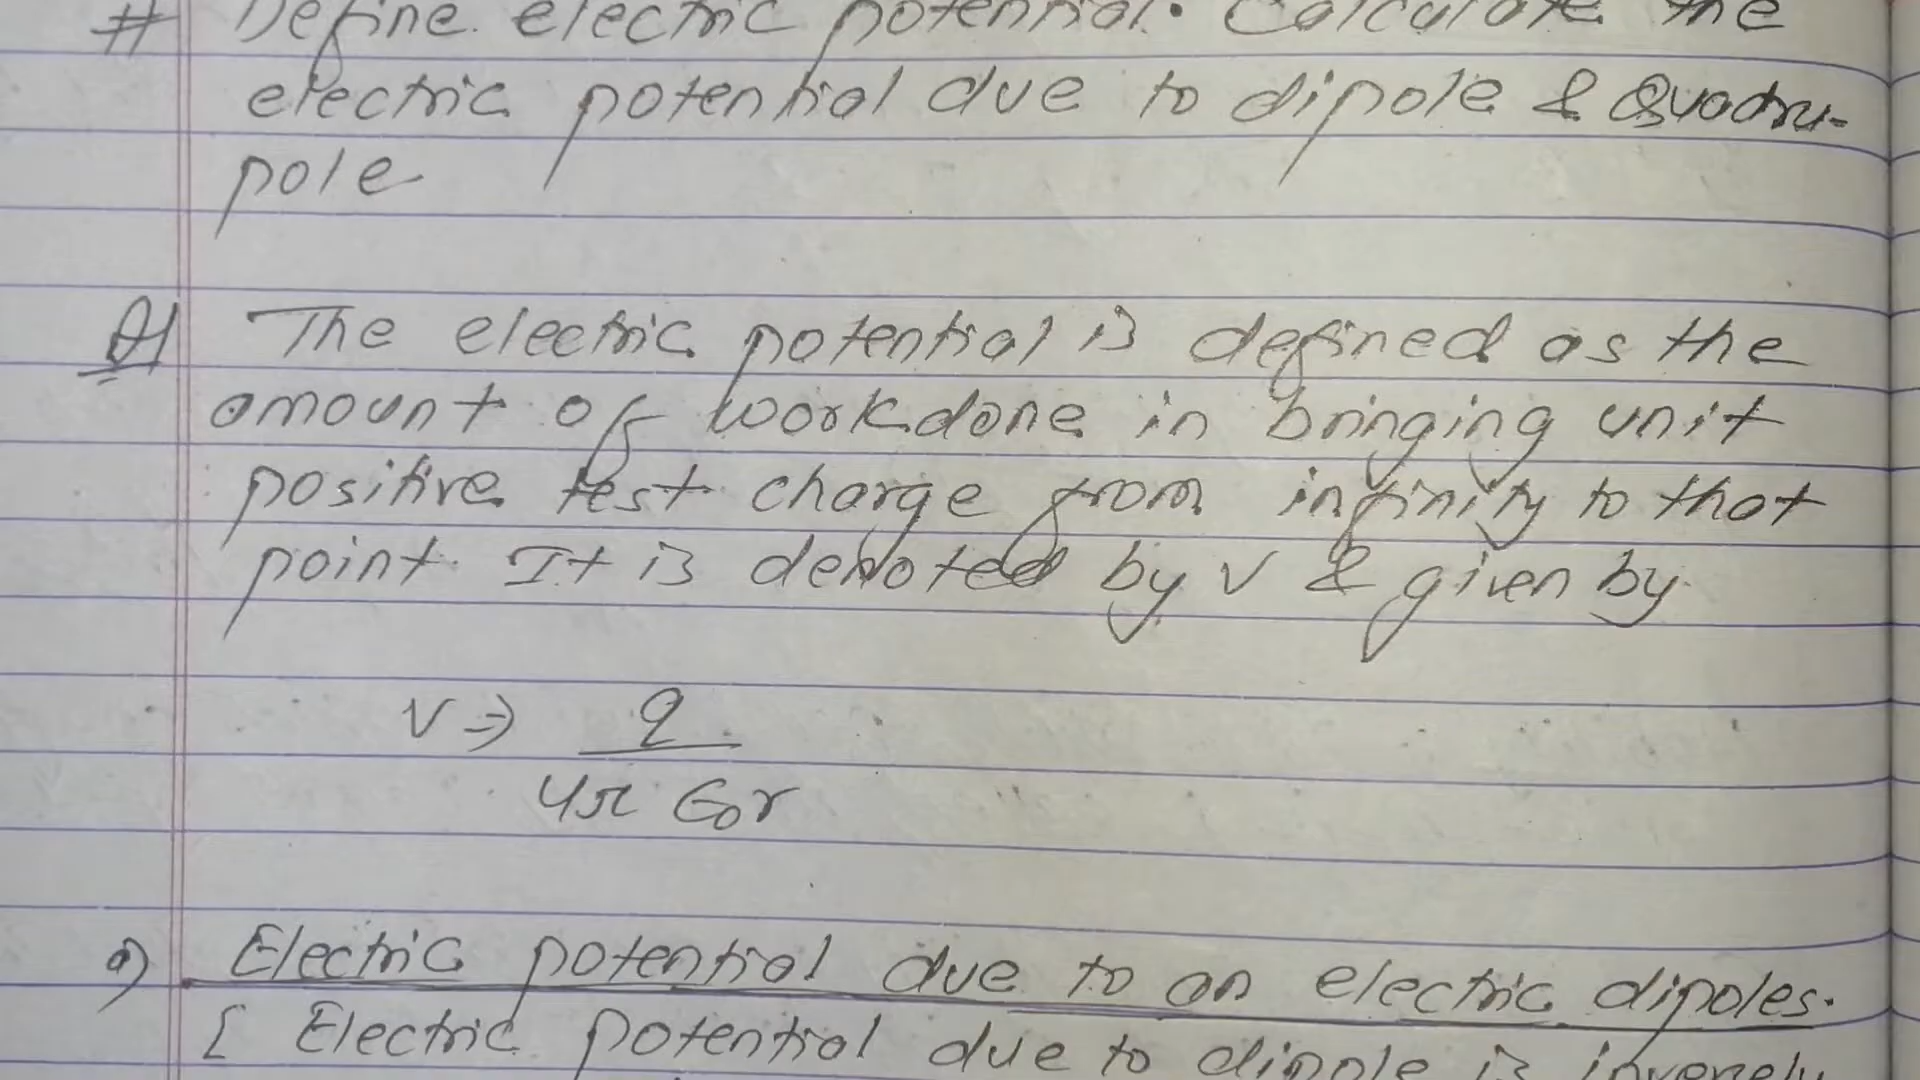 # Define electric potential. Calculate the
electric potential due to dipole & Quadru-
pole
The electric potential is defined as the
amount of workdone in bringing unit
positive test charge from infinity to that
point. It is denoted by V & given by
V ⇒ q
4π ε₀r
a) Electric potential due to an electric dipoles.
[ Electric potential due to dipole is inversely